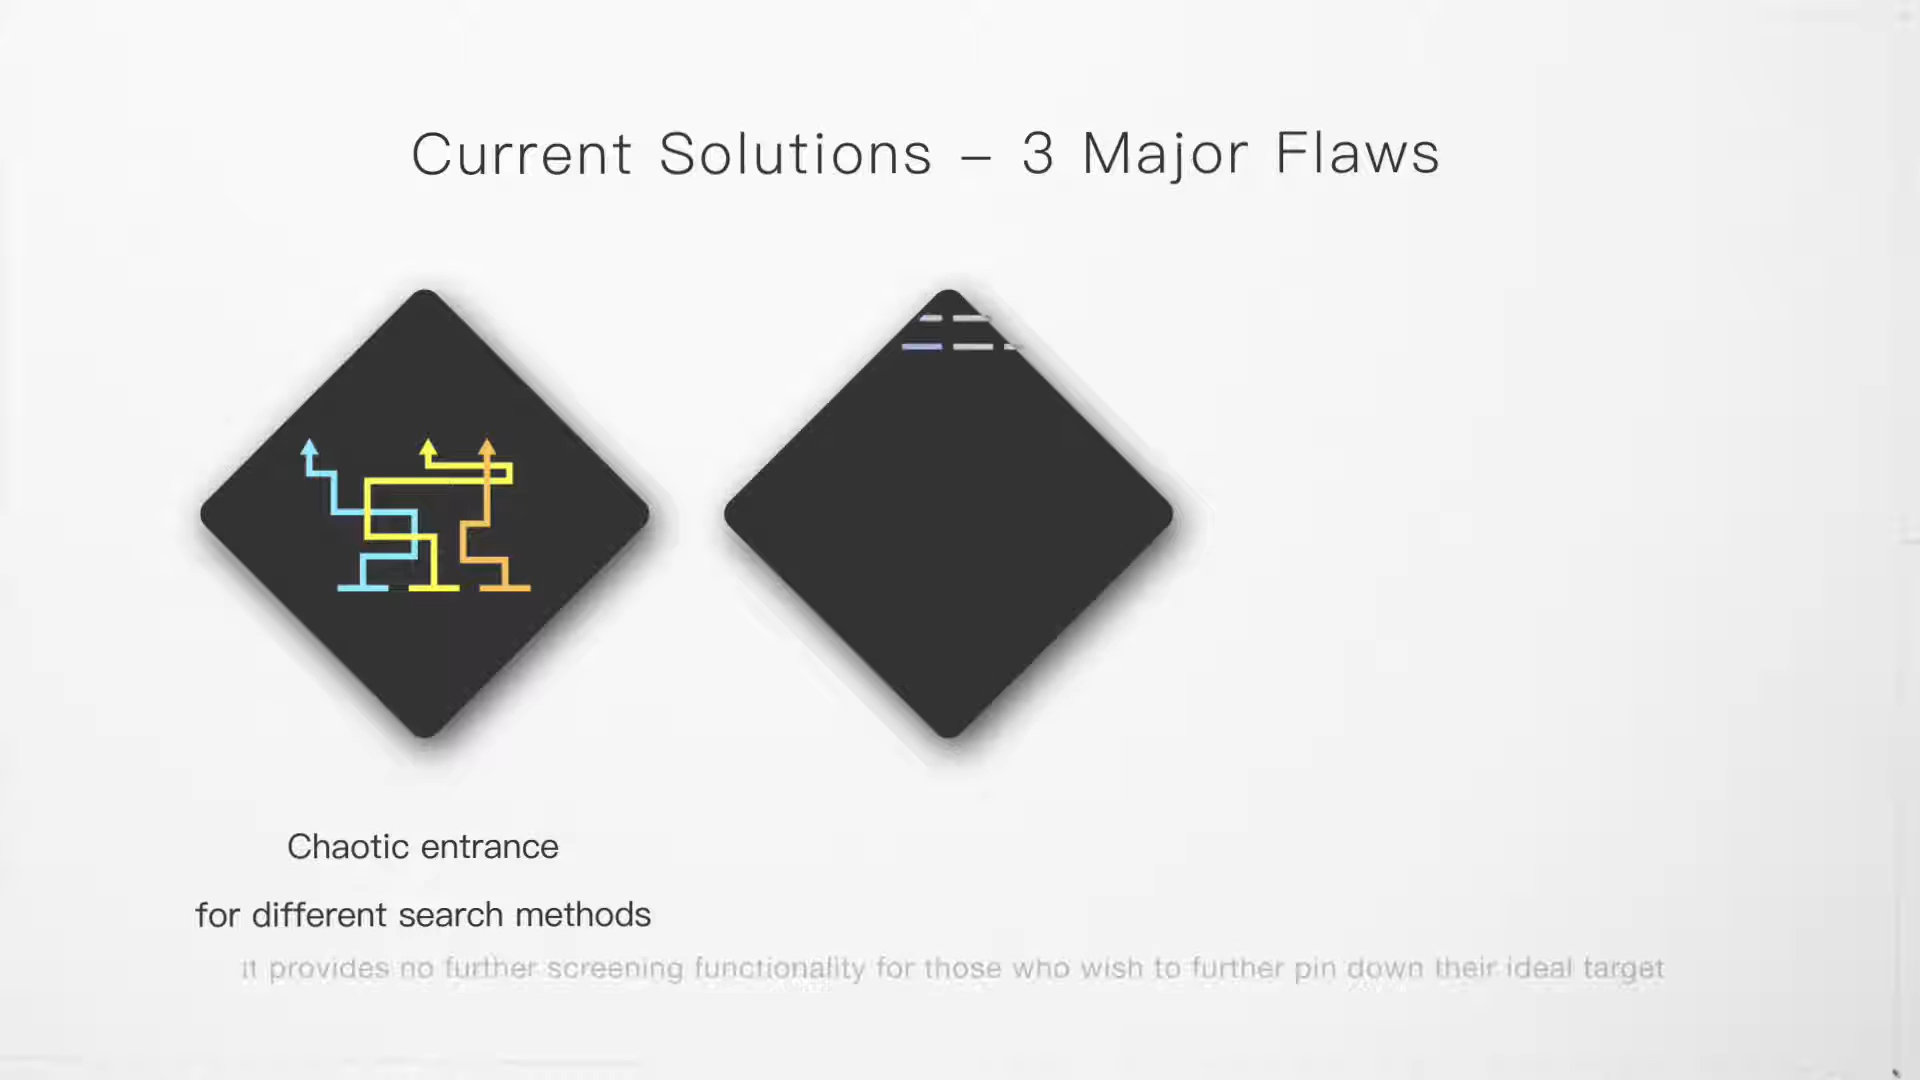 Current Solutions – 3 Major Flaws
Chaotic entrance
for different search methods
it provides no further screening functionality for those who wish to further pin down their ideal target